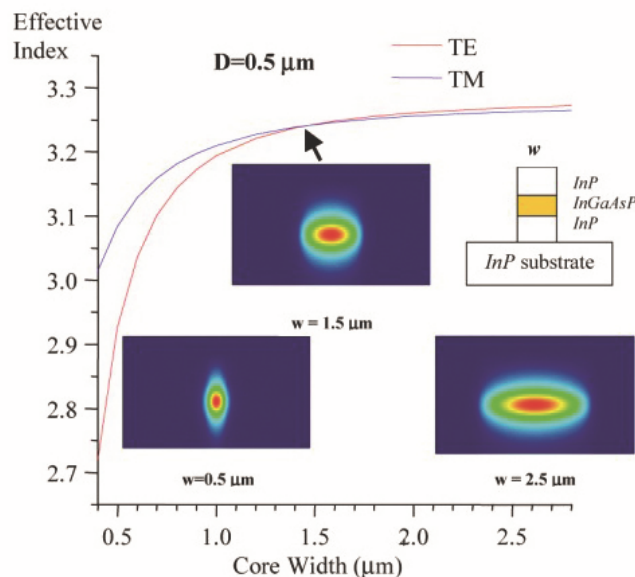 Effective
Index
D=0.5 µm
TE
TM
3.3
3.2
3.1
3.0
2.9
2.8
2.7
w
InP
InGaAsP
InP
InP substrate
w = 1.5 µm
w=0.5 µm
w = 2.5 µm
0.5
1.0
1.5
2.0
2.5
Core Width (µm)